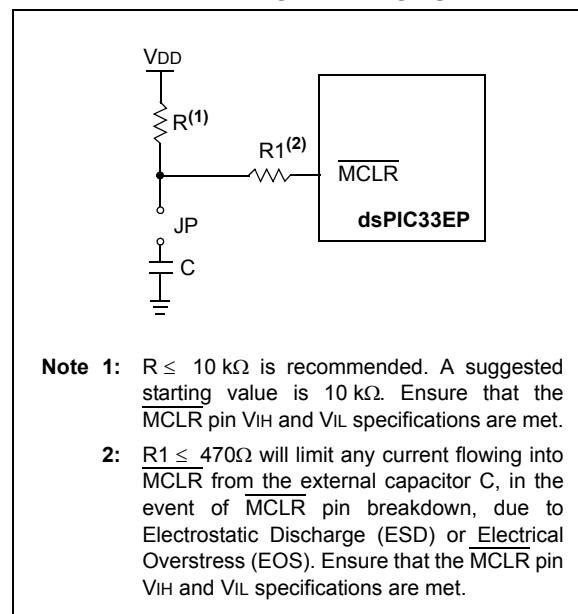 VDD
R(1)
R1(2)
MCLR
JP
C
dsPIC33EP
Note 1: R ≤ 10 kΩ is recommended. A suggested
starting value is 10 kΩ. Ensure that the
MCLR pin VIH and VIL specifications are met.
2: R1 ≤ 470Ω will limit any current flowing into
MCLR from the external capacitor C, in the
event of MCLR pin breakdown, due to
Electrostatic Discharge (ESD) or Electrical
Overstress (EOS). Ensure that the MCLR pin
VIH and VIL specifications are met.